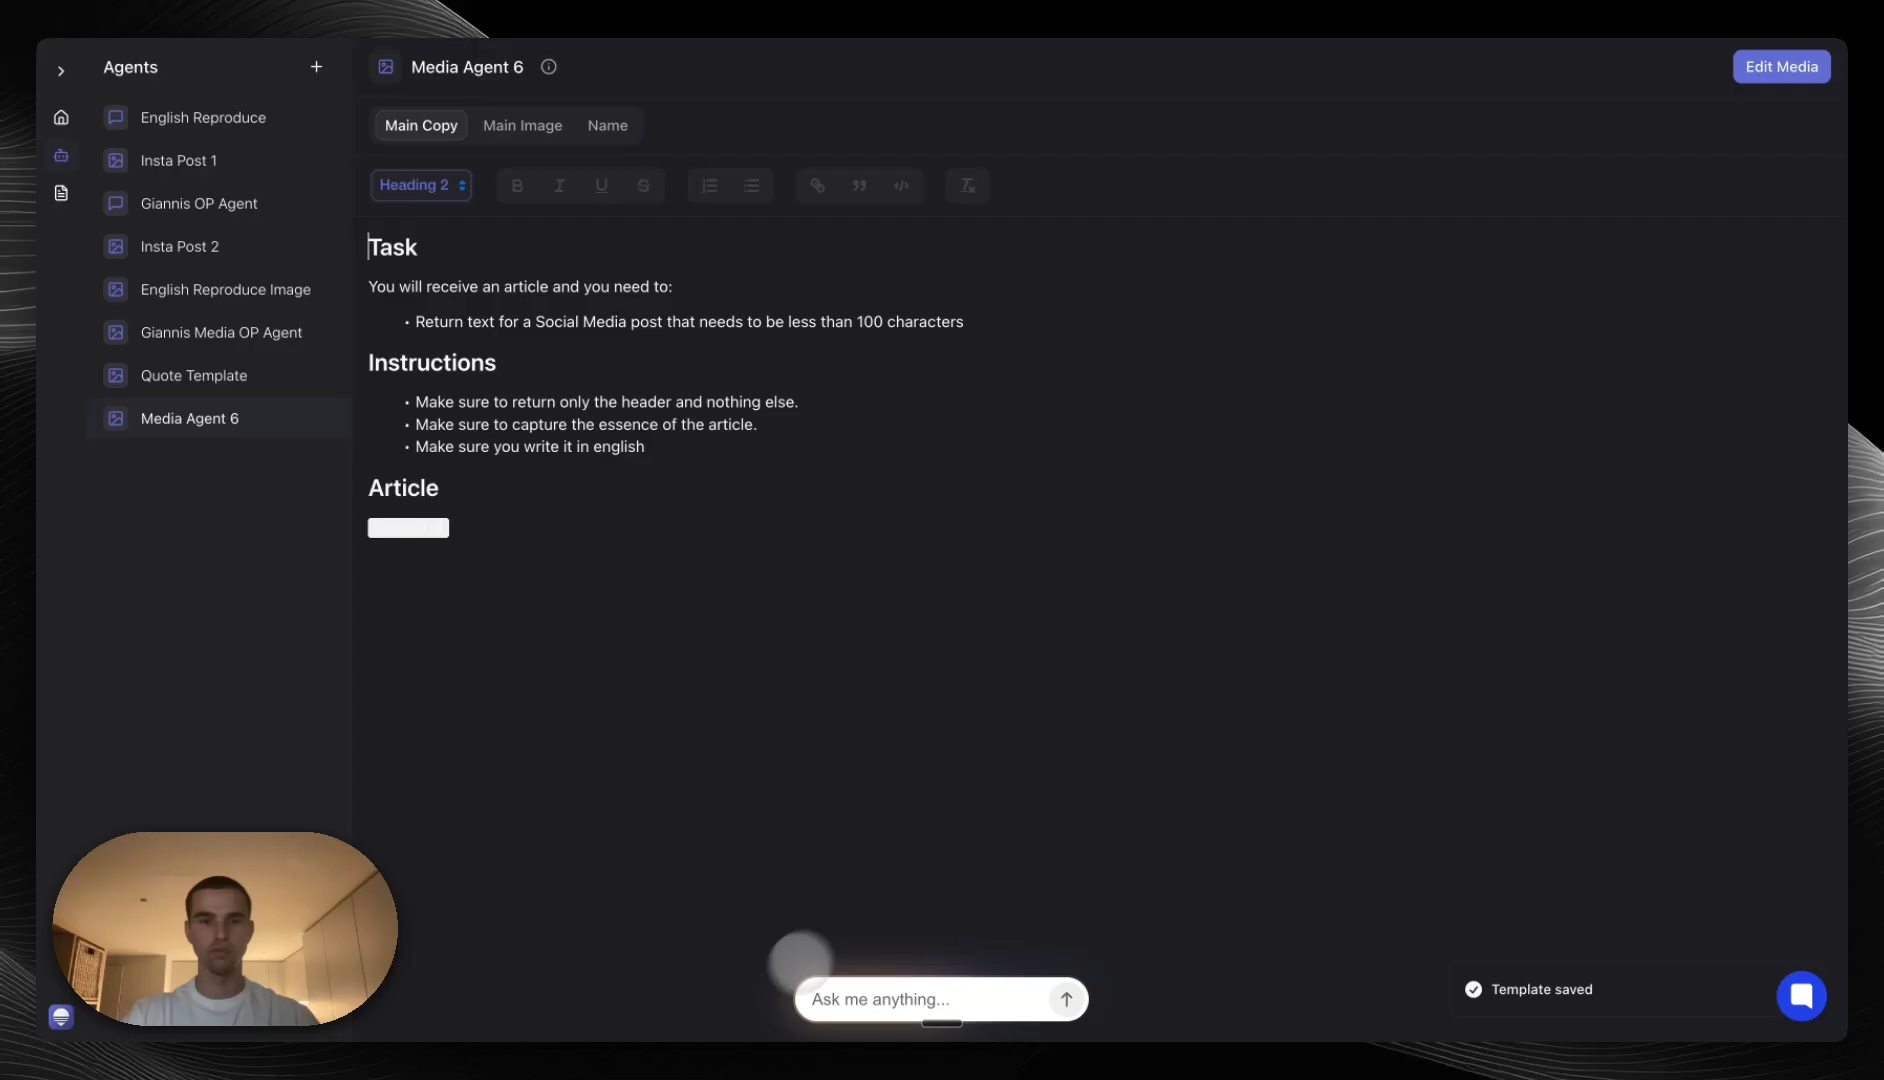 Agents
Media Agent 6
Edit Media
English Reproduce
Insta Post 1
Giannis OP Agent
Insta Post 2
English Reproduce Image
Giannis Media OP Agent
Quote Template
Media Agent 6
Main Copy
Main Image
Name
Heading 2
Task
You will receive an article and you need to:
• Return text for a Social Media post that needs to be less than 100 characters
Instructions
• Make sure to return only the header and nothing else.
• Make sure to capture the essence of the article.
• Make sure you write it in english
Article
Ask me anything...
Template saved